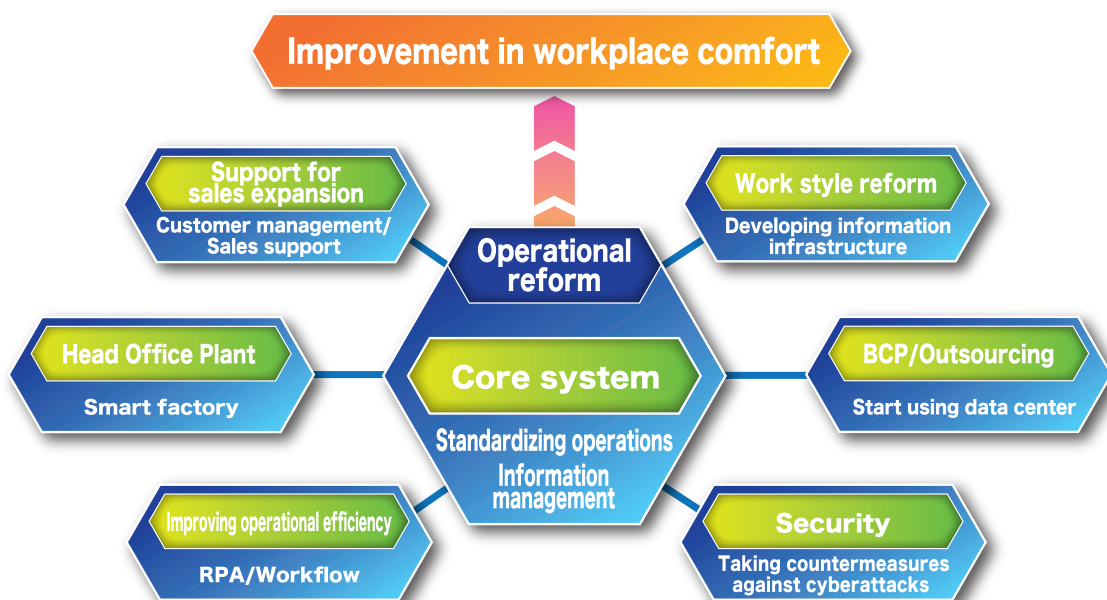 Improvement in workplace comfort
Support for
sales expansion
Customer management/
Sales support
Work style reform
Developing information
infrastructure
Operational
reform
Head Office Plant
Smart factory
Core system
Standardizing operations
Information
management
BCP/Outsourcing
Start using data center
Improving operational efficiency
RPA/Workflow
Security
Taking countermeasures
against cyberattacks